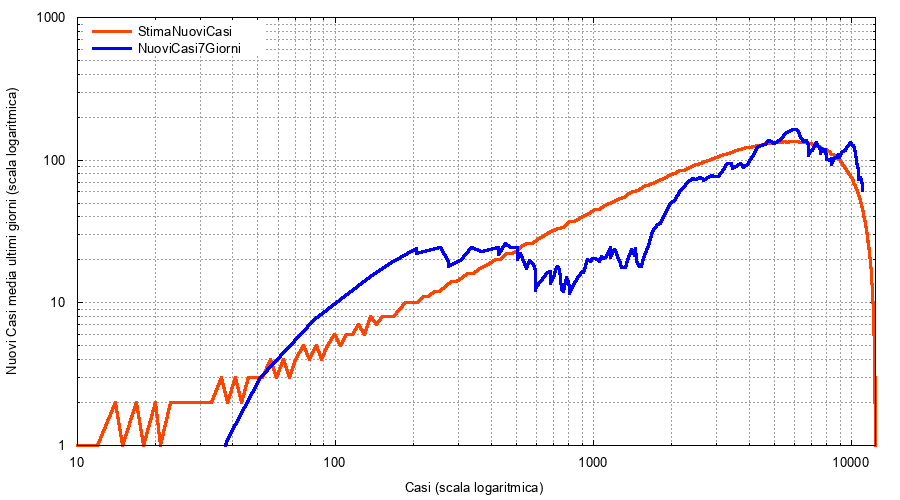 1000
StimaNuoviCasi
NuoviCasi7Giorni
100
10
1
10
100
1000
10000
Nuovi Casi media ultimi giorni (scala logaritmica)
Casi (scala logaritmica)